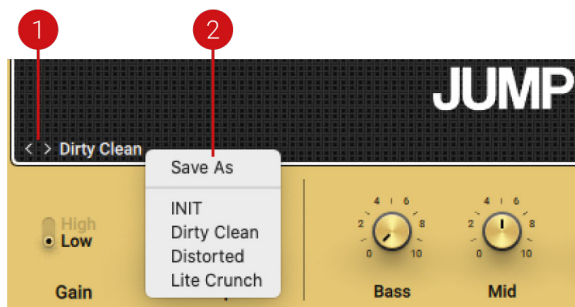 1
2
JUMP
< > Dirty Clean
Save As
INIT
Dirty Clean
Distorted
Lite Crunch
High
Low
Gain
0 2 4 6 8 10
Bass
0 2 4 6 8 10
Mid